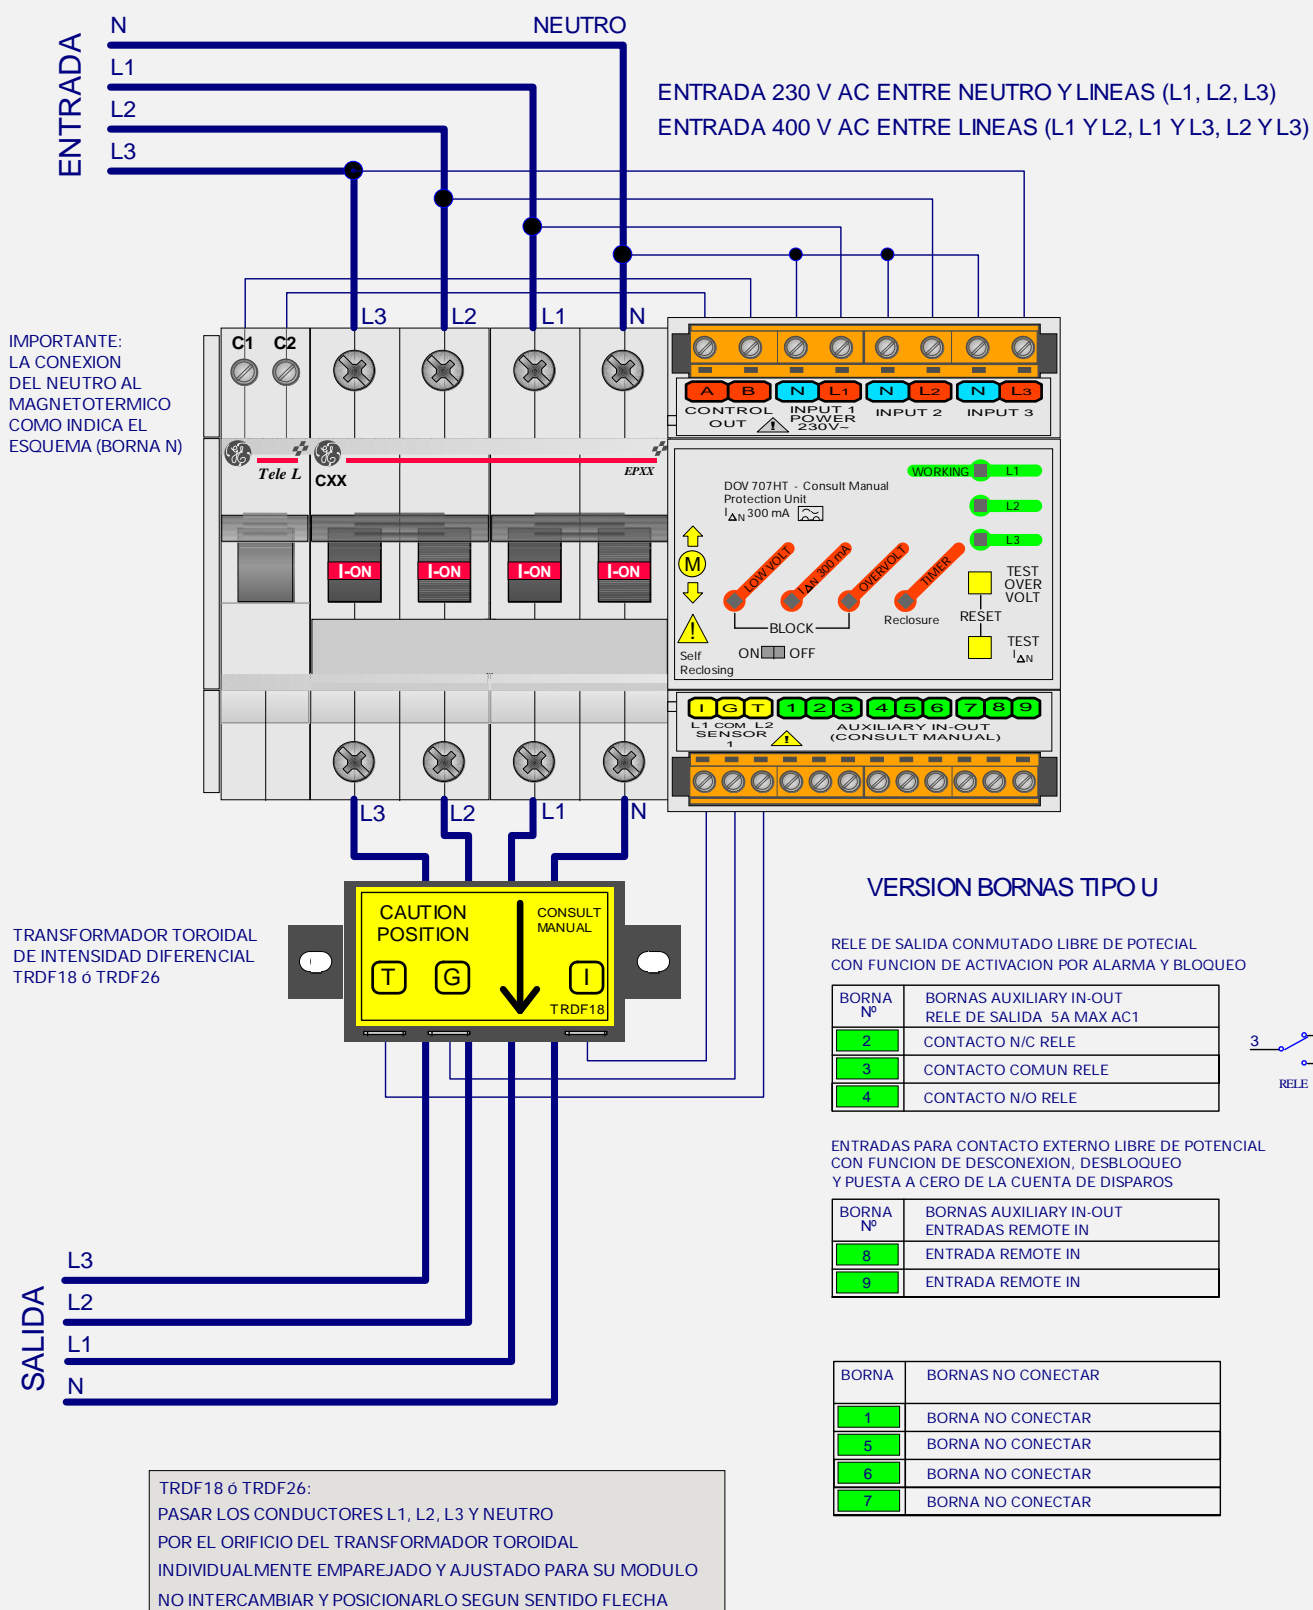 ENTRADA
N
NEUTRO
L1
L2
L3
ENTRADA 230 V AC ENTRE NEUTRO Y LINEAS (L1, L2, L3)
ENTRADA 400 V AC ENTRE LINEAS (L1 Y L2, L1 Y L3, L2 Y L3)
L3 L2 L1 N
IMPORTANTE:
LA CONEXION
DEL NEUTRO AL
MAGNETOTERMICO
COMO INDICA EL
ESQUEMA (BORNA N)
C1 C2
A B N L1 N L2 N L3
CONTROL OUT
INPUT 1
POWER
230V~
INPUT 2
INPUT 3
Tele L
CXX
EPXX
I-ON I-ON I-ON I-ON
DOV 707HT - Consult Manual
Protection Unit
I△N 300 mA
WORKING L1
L2
L3
M
LOW VOLT
I△N 300 mA
OVERVOLT
TIMER
BLOCK
Reclosure
ON OFF
Self
Reclosing
TEST
OVER
VOLT
RESET
TEST
I△N
I G T 1 2 3 4 5 6 7 8 9
L1 COM L2
SENSOR
1
AUXILIARY IN-OUT
(CONSULT MANUAL)
L3 L2 L1 N
TRANSFORMADOR TOROIDAL
DE INTENSIDAD DIFERENCIAL
TRDF18 ó TRDF26
CAUTION
POSITION
CONSULT
MANUAL
T G I
TRDF18
VERSION BORNAS TIPO U
RELE DE SALIDA CONMUTADO LIBRE DE POTECIAL
CON FUNCION DE ACTIVACION POR ALARMA Y BLOQUEO
BORNA Nº
BORNAS AUXILIARY IN-OUT
RELE DE SALIDA 5A MAX AC1
2 CONTACTO N/C RELE
3 CONTACTO COMUN RELE
4 CONTACTO N/O RELE
3
RELE
ENTRADAS PARA CONTACTO EXTERNO LIBRE DE POTENCIAL
CON FUNCION DE DESCONEXION, DESBLOQUEO
Y PUESTA A CERO DE LA CUENTA DE DISPAROS
BORNA Nº
BORNAS AUXILIARY IN-OUT
ENTRADAS REMOTE IN
8 ENTRADA REMOTE IN
9 ENTRADA REMOTE IN
SALIDA
L3
L2
L1
N
BORNA BORNAS NO CONECTAR
1 BORNA NO CONECTAR
5 BORNA NO CONECTAR
6 BORNA NO CONECTAR
7 BORNA NO CONECTAR
TRDF18 ó TRDF26:
PASAR LOS CONDUCTORES L1, L2, L3 Y NEUTRO
POR EL ORIFICIO DEL TRANSFORMADOR TOROIDAL
INDIVIDUALMENTE EMPAREJADO Y AJUSTADO PARA SU MODULO
NO INTERCAMBIAR Y POSICIONARLO SEGUN SENTIDO FLECHA